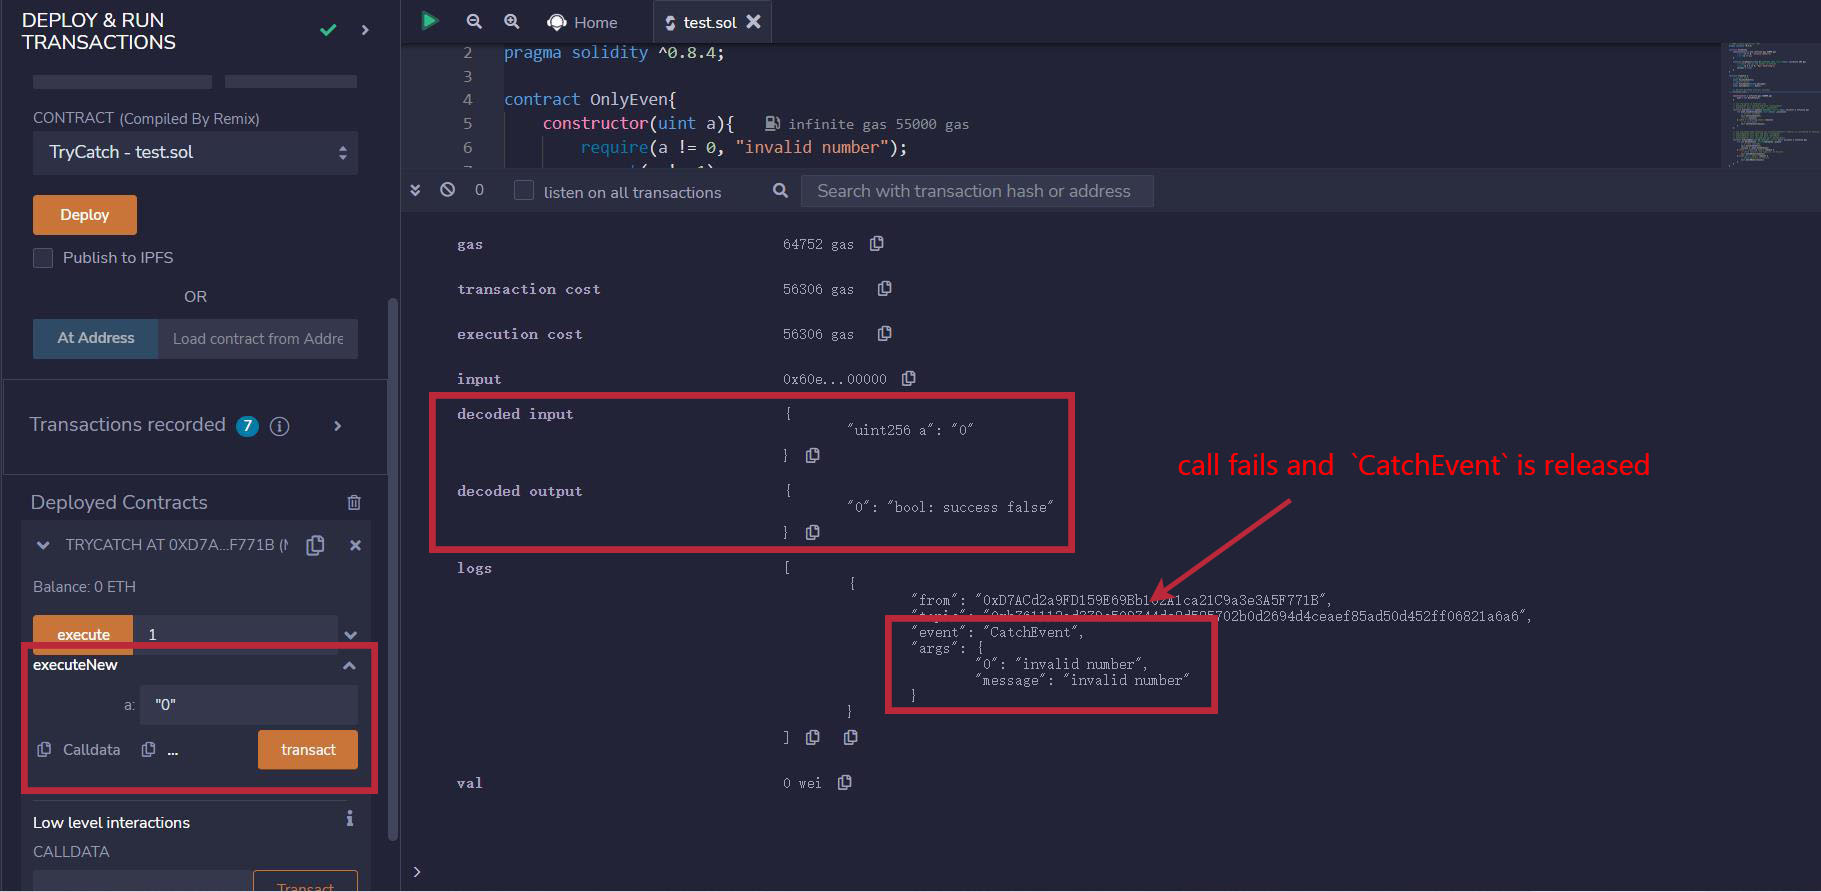 DEPLOY & RUN
TRANSACTIONS
CONTRACT (Compiled By Remix)
TryCatch - test.sol
Deploy
Publish to IPFS
OR
At Address
Load contract from Addre
Transactions recorded 7
Deployed Contracts
TRYCATCH AT 0XD7A...F771B (M
Balance: 0 ETH
execute
1
executeNew
a:
"0"
Calldata
...
transact
Low level interactions
CALLDATA
Transact
Home
test.sol
2 pragma solidity ^0.8.4;
3
4 contract OnlyEven{
5 constructor(uint a){ infinite gas 55000 gas
6 require(a != 0, "invalid number");
0
listen on all transactions
Search with transaction hash or address
gas 64752 gas
transaction cost 56306 gas
execution cost 56306 gas
input 0x60e...00000
decoded input {
"uint256 a": "0"
}
decoded output {
"0": "bool: success false"
}
logs [
{
"from": "0xD7ACd2a9FD159E69Bb102A1ca21C9a3e3A5F771B",
"event": "CatchEvent",
"args": {
"0": "invalid number",
"message": "invalid number"
}
}
]
val 0 wei
>
call fails and `CatchEvent` is released